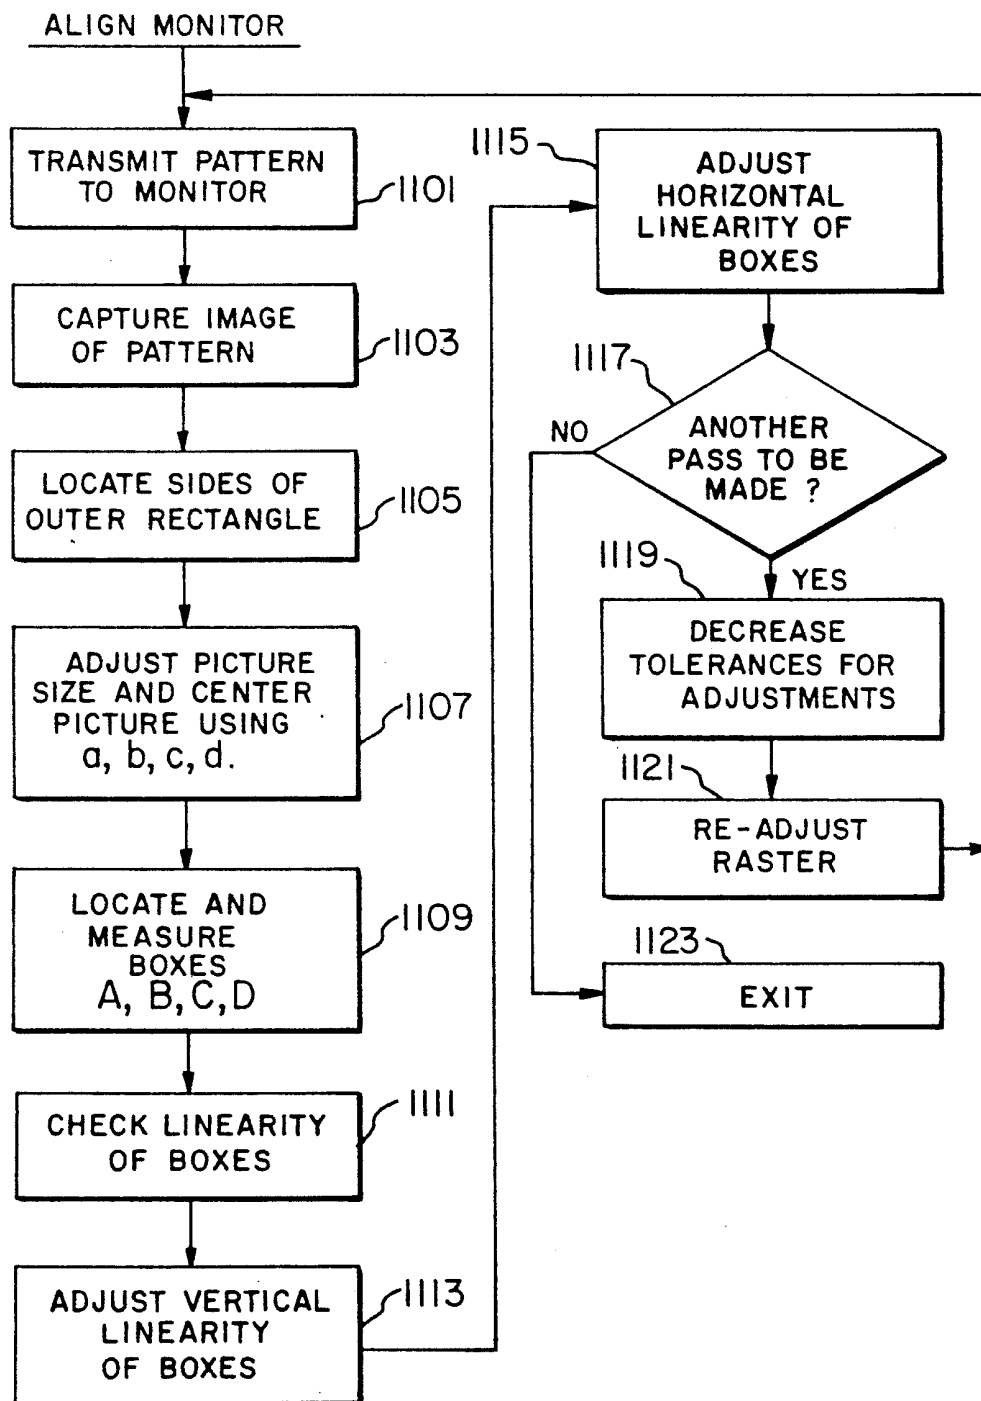 ALIGN MONITOR
TRANSMIT PATTERN
TO MONITOR
1101
CAPTURE IMAGE
OF PATTERN
1103
LOCATE SIDES OF
OUTER RECTANGLE
1105
ADJUST PICTURE
SIZE AND CENTER
PICTURE USING
a, b, c, d.
1107
LOCATE AND
MEASURE
BOXES
A, B, C, D
1109
CHECK LINEARITY
OF BOXES
1111
ADJUST VERTICAL
LINEARITY
OF BOXES
1113
1115
ADJUST
HORIZONTAL
LINEARITY OF
BOXES
1117
NO
ANOTHER
PASS TO BE
MADE ?
YES
1119
DECREASE
TOLERANCES FOR
ADJUSTMENTS
1121
RE-ADJUST
RASTER
1123
EXIT